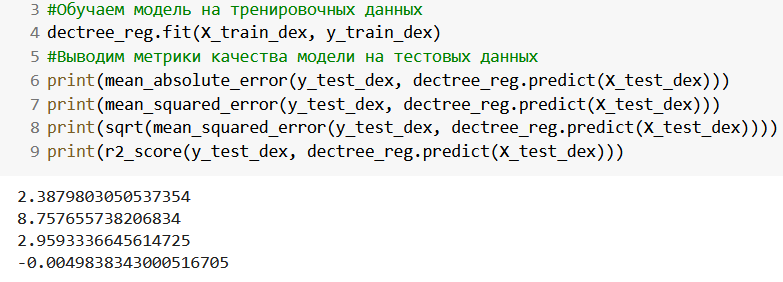 3 #Обучаем модель на тренировочных данных
4 dectree_reg.fit(X_train_dex, y_train_dex)
5 #Выводим метрики качества модели на тестовых данных
6 print(mean_absolute_error(y_test_dex, dectree_reg.predict(X_test_dex)))
7 print(mean_squared_error(y_test_dex, dectree_reg.predict(X_test_dex)))
8 print(sqrt(mean_squared_error(y_test_dex, dectree_reg.predict(X_test_dex))))
9 print(r2_score(y_test_dex, dectree_reg.predict(X_test_dex)))
2.3879803050537354
8.757655738206834
2.9593336645614725
-0.0049838343000516705